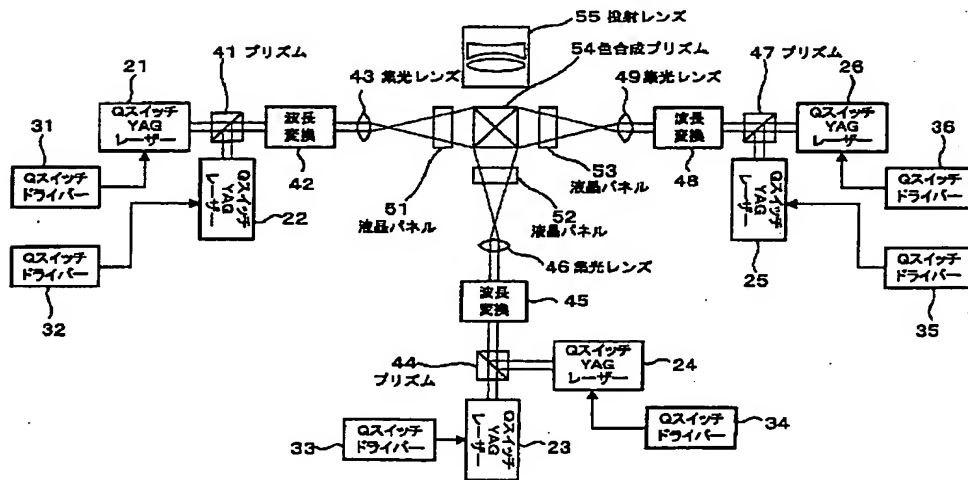 55 投射レンズ
54色合成プリズム
41 プリズム
47 プリズム
43 集光レンズ
49集光レンズ
21
26
Qスイッチ
YAG
レーザー
波長
変換
波長
変換
Qスイッチ
YAG
レーザー
31
36
42
48
Qスイッチ
ドライバー
Qスイッチ
YAG
レーザー
22
51
液晶パネル
53
液晶パネル
52
液晶パネル
Qスイッチ
YAG
レーザー
25
Qスイッチ
ドライバー
Qスイッチ
ドライバー
32
46 集光レンズ
Qスイッチ
ドライバー
35
波長
変換
45
44
プリズム
Qスイッチ
YAG
レーザー
24
33
Qスイッチ
ドライバー
Qスイッチ
YAG
レーザー
23
Qスイッチ
ドライバー
34